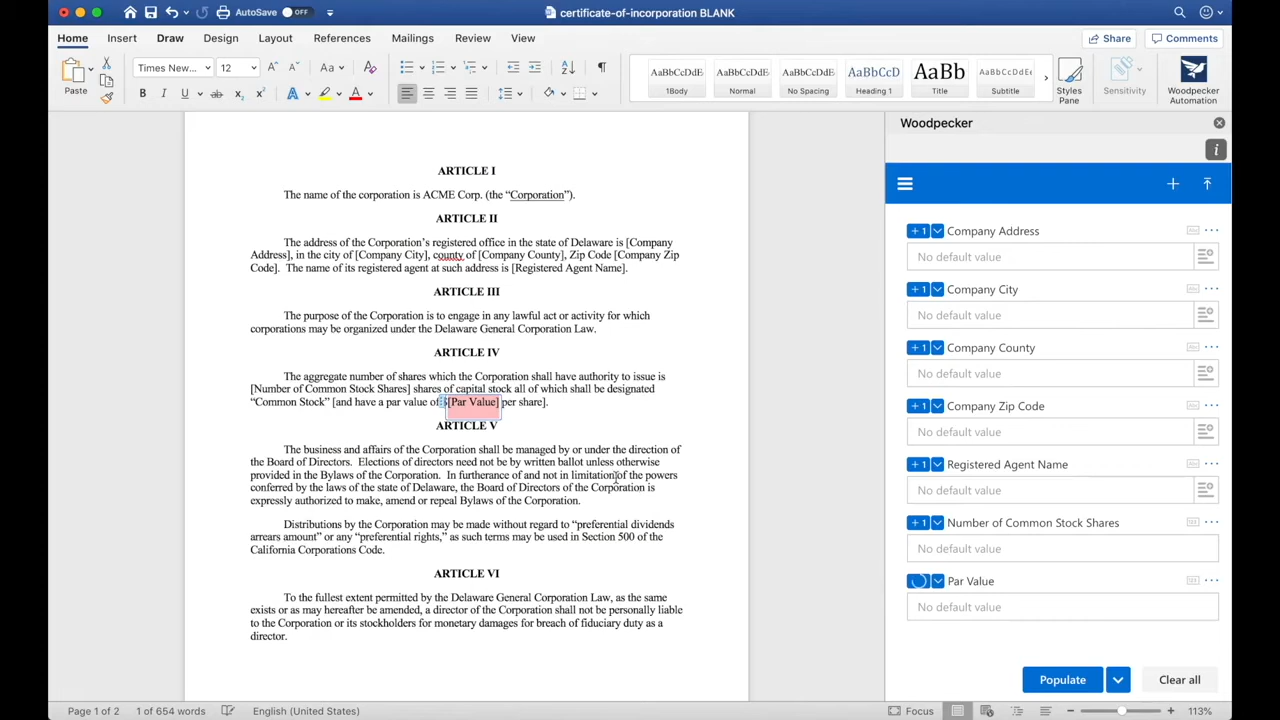 AutoSave OFF
certificate-of-incorporation BLANK
Home Insert Draw Design Layout References Mailings Review View
Share Comments
Paste
Times New... 12
Aa
B I U ab x₂ x² A A
AaBbCcDdE AaBbCcDdE AaBbCcDdE AaBbCcD AaBb AaBbCcDdE
1Body Normal No Spacing Heading 1 Title Subtitle
Styles Pane
Sensitivity
Woodpecker Automation
ARTICLE I
The name of the corporation is ACME Corp. (the “Corporation”).
ARTICLE II
The address of the Corporation’s registered office in the state of Delaware is [Company
Address], in the city of [Company City], county of [Company County], Zip Code [Company Zip
Code]. The name of its registered agent at such address is [Registered Agent Name].
ARTICLE III
The purpose of the Corporation is to engage in any lawful act or activity for which
corporations may be organized under the Delaware General Corporation Law.
ARTICLE IV
The aggregate number of shares which the Corporation shall have authority to issue is
[Number of Common Stock Shares] shares of capital stock all of which shall be designated
“Common Stock” [and have a par value of $[Par Value] per share].
ARTICLE V
The business and affairs of the Corporation shall be managed by or under the direction of
the Board of Directors. Elections of directors need not be by written ballot unless otherwise
provided in the Bylaws of the Corporation. In furtherance of and not in limitation of the powers
conferred by the laws of the state of Delaware, the Board of Directors of the Corporation is
expressly authorized to make, amend or repeal Bylaws of the Corporation.
Distributions by the Corporation may be made without regard to “preferential dividends
arrears amount” or any “preferential rights,” as such terms may be used in Section 500 of the
California Corporations Code.
ARTICLE VI
To the fullest extent permitted by the Delaware General Corporation Law, as the same
exists or as may hereafter be amended, a director of the Corporation shall not be personally liable
to the Corporation or its stockholders for monetary damages for breach of fiduciary duty as a
director.
Woodpecker
i
+ 1 Company Address Abc
No default value
+ 1 Company City Abc
No default value
+ 1 Company County Abc
No default value
+ 1 Company Zip Code Abc
No default value
+ 1 Registered Agent Name Abc
No default value
+ 1 Number of Common Stock Shares 123
No default value
Par Value 123
No default value
Populate Clear all
Page 1 of 2 1 of 654 words English (United States) Focus 113%